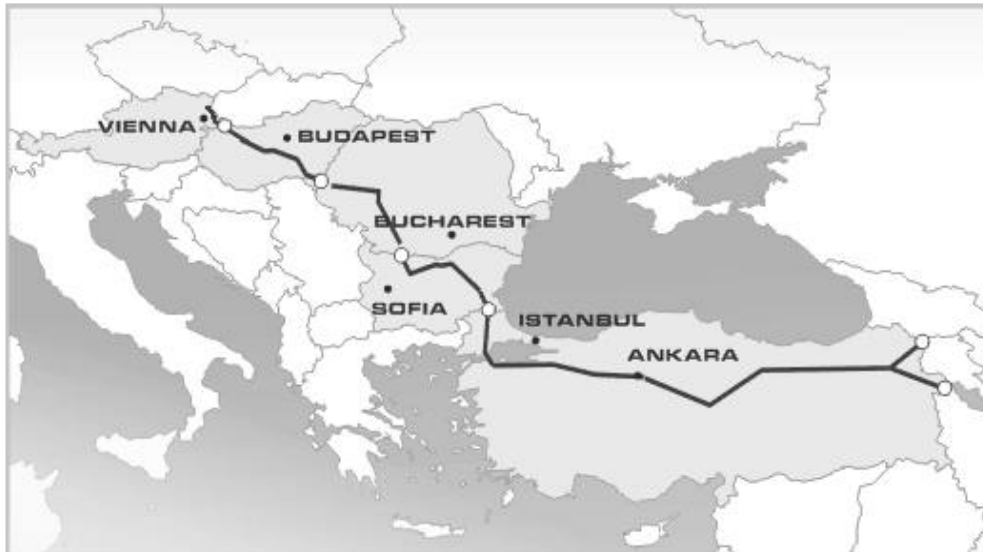 VIENNA
BUDAPEST
BUCHAREST
SOFIA
ISTANBUL
ANKARA